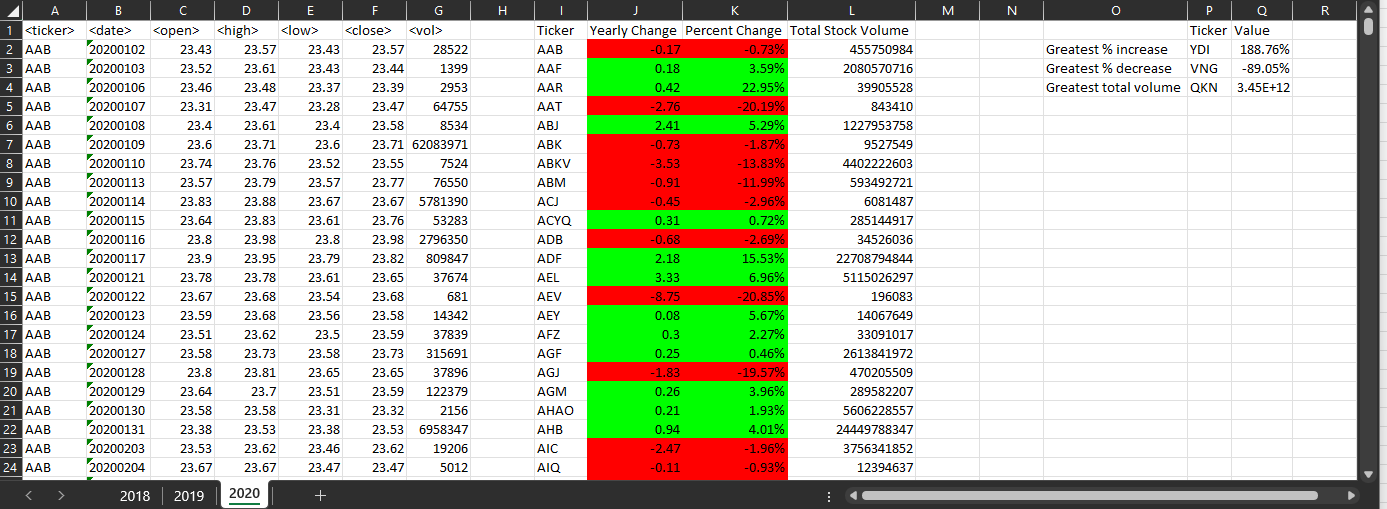 A B C D E F G H I J K L M N O P Q R
1 <ticker> <date> <open> <high> <low> <close> <vol> Ticker Yearly Change Percent Change Total Stock Volume Ticker Value
2 AAB 20200102 23.43 23.57 23.43 23.57 28522 AAB -0.17 -0.73% 455750984 Greatest % increase YDI 188.76%
3 AAB 20200103 23.52 23.61 23.43 23.44 1399 AAF 0.18 3.59% 2080570716 Greatest % decrease VNG -89.05%
4 AAB 20200106 23.46 23.48 23.37 23.39 2953 AAR 0.42 22.95% 39905528 Greatest total volume QKN 3.45E+12
5 AAB 20200107 23.31 23.47 23.28 23.47 64755 AAT -2.76 -20.19% 843410
6 AAB 20200108 23.4 23.61 23.4 23.58 8534 ABJ 2.41 5.29% 1227953758
7 AAB 20200109 23.6 23.71 23.6 23.71 62083971 ABK -0.73 -1.87% 9527549
8 AAB 20200110 23.74 23.76 23.52 23.55 7524 ABKV -3.53 -13.83% 4402222603
9 AAB 20200113 23.57 23.79 23.57 23.77 76550 ABM -0.91 -11.99% 593492721
10 AAB 20200114 23.83 23.88 23.67 23.67 5781390 ACJ -0.45 -2.96% 6081487
11 AAB 20200115 23.64 23.83 23.61 23.76 53283 ACYQ 0.31 0.72% 285144917
12 AAB 20200116 23.8 23.98 23.8 23.98 2796350 ADB -0.68 -2.69% 34526036
13 AAB 20200117 23.9 23.95 23.79 23.82 809847 ADF 2.18 15.53% 22708794844
14 AAB 20200121 23.78 23.78 23.61 23.65 37674 AEL 3.33 6.96% 5115026297
15 AAB 20200122 23.67 23.68 23.54 23.68 681 AEV -8.75 -20.85% 196083
16 AAB 20200123 23.59 23.68 23.56 23.58 14342 AEY 0.08 5.67% 14067649
17 AAB 20200124 23.51 23.62 23.5 23.59 37839 AFZ 0.3 2.27% 33091017
18 AAB 20200127 23.58 23.73 23.58 23.73 315691 AGF 0.25 0.46% 2613841972
19 AAB 20200128 23.8 23.81 23.65 23.65 37896 AGJ -1.83 -19.57% 470205509
20 AAB 20200129 23.64 23.7 23.51 23.59 122379 AGM 0.26 3.96% 289582207
21 AAB 20200130 23.58 23.58 23.31 23.32 2156 AHAO 0.21 1.93% 5606228557
22 AAB 20200131 23.38 23.53 23.38 23.53 6958347 AHB 0.94 4.01% 24449788347
23 AAB 20200203 23.53 23.62 23.46 23.62 19206 AIC -2.47 -1.96% 3756341852
24 AAB 20200204 23.67 23.67 23.47 23.47 5012 AIQ -0.11 -0.93% 12394637
2018 2019 2020